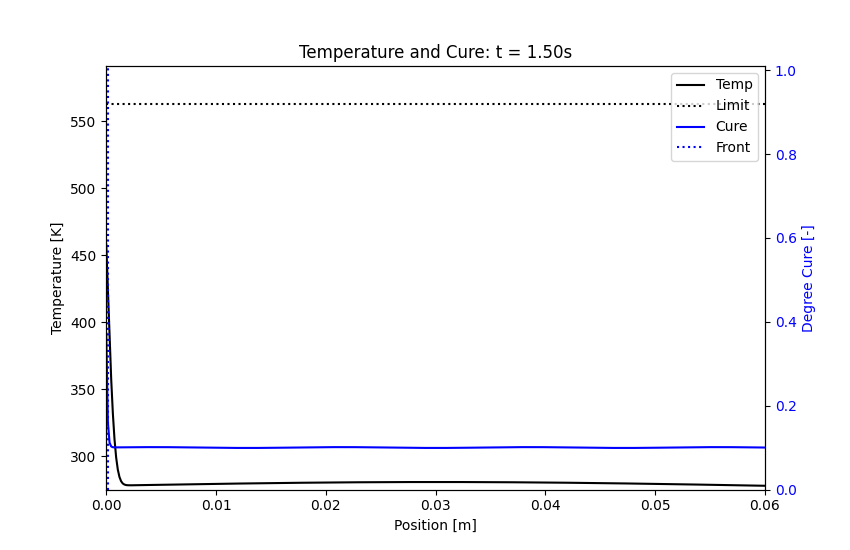 Temperature and Cure: t = 1.50s
Temp
Limit
Cure
Front
Temperature [K]
550
500
450
400
350
300
1.0
0.8
0.6
0.4
0.2
0.0
Degree Cure [-]
0.00
0.01
0.02
0.03
0.04
0.05
0.06
Position [m]